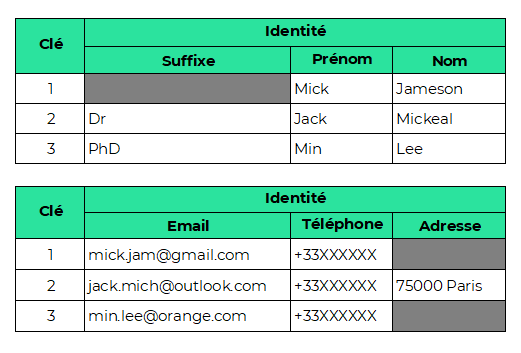 Clé Identité
Suffixe Prénom Nom
1 Mick Jameson
2 Dr Jack Mickeal
3 PhD Min Lee
Clé Identité
Email Téléphone Adresse
1 mick.jam@gmail.com +33XXXXXX
2 jack.mich@outlook.com +33XXXXXX 75000 Paris
3 min.lee@orange.com +33XXXXXX